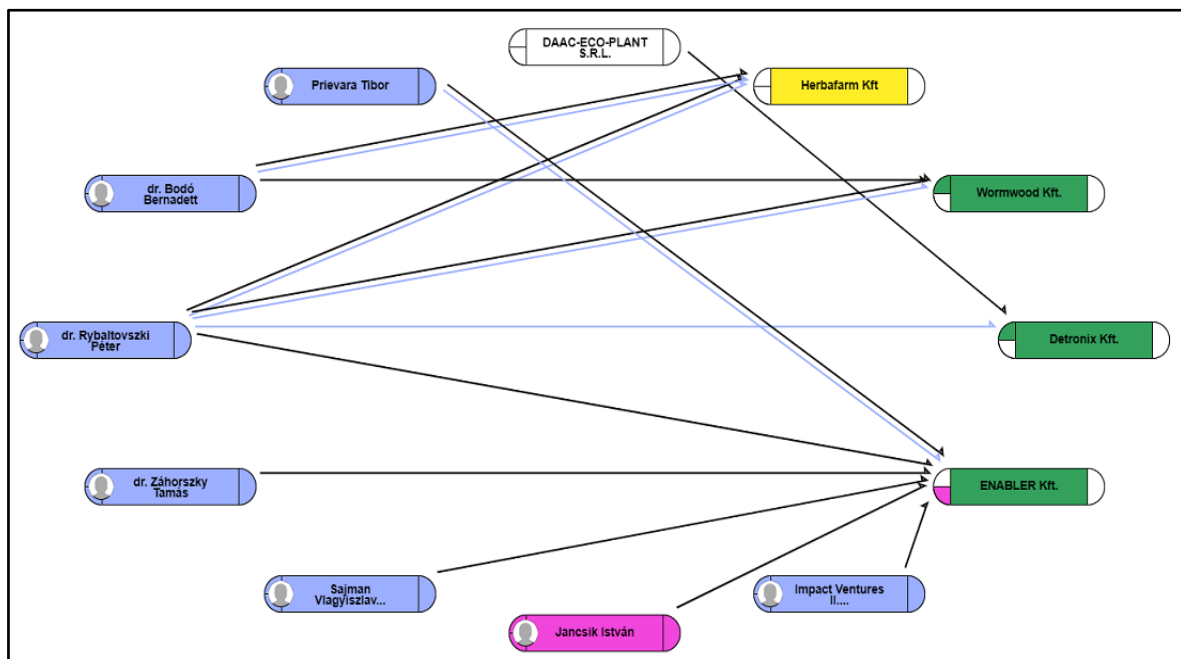 DAAC-ECO-PLANT
S.R.L.
Prievara Tibor
Herbafarm Kft
dr. Bodó
Bernadett
Wormwood Kft.
dr. Rybaltovszki
Péter
Detronix Kft.
dr. Záhorszky
Tamás
ENABLER Kft.
Sajman
Vlagyiszlav...
Impact Ventures
II....
Jancsik István